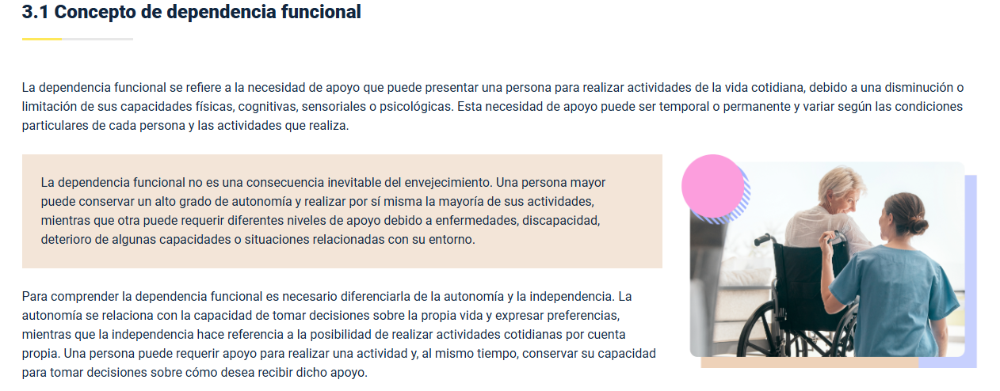 3.1 Concepto de dependencia funcional
La dependencia funcional se refiere a la necesidad de apoyo que puede presentar una persona para realizar actividades de la vida cotidiana, debido a una disminución o
limitación de sus capacidades físicas, cognitivas, sensoriales o psicológicas. Esta necesidad de apoyo puede ser temporal o permanente y variar según las condiciones
particulares de cada persona y las actividades que realiza.
La dependencia funcional no es una consecuencia inevitable del envejecimiento. Una persona mayor
puede conservar un alto grado de autonomía y realizar por sí misma la mayoría de sus actividades,
mientras que otra puede requerir diferentes niveles de apoyo debido a enfermedades, discapacidad,
deterioro de algunas capacidades o situaciones relacionadas con su entorno.
Para comprender la dependencia funcional es necesario diferenciarla de la autonomía y la independencia. La
autonomía se relaciona con la capacidad de tomar decisiones sobre la propia vida y expresar preferencias,
mientras que la independencia hace referencia a la posibilidad de realizar actividades cotidianas por cuenta
propia. Una persona puede requerir apoyo para realizar una actividad y, al mismo tiempo, conservar su capacidad
para tomar decisiones sobre cómo desea recibir dicho apoyo.